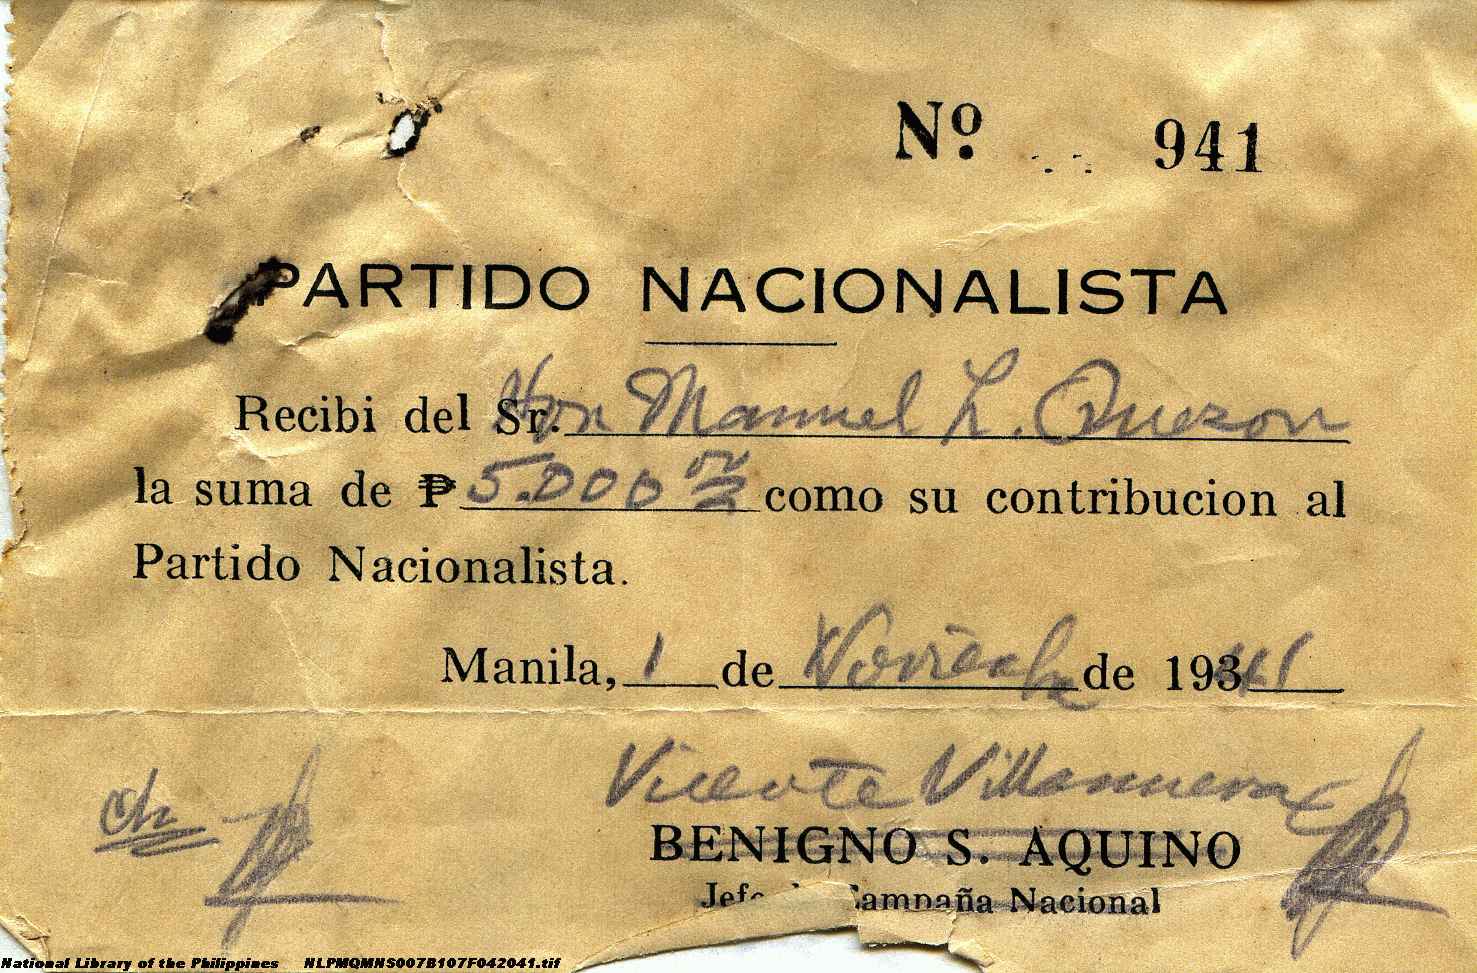 Nº. 941
PARTIDO NACIONALISTA
Recibi del Sr. Hon Manuel L. Quezon
la suma de ₱ 5.000 como su contribucion al
Partido Nacionalista.
Manila, 1 de Noviembre de 1941
Vicente Villanueva
BENIGNO S. AQUINO
Jefe Campaña Nacional
National Library of the Philippines NLPMQMNS007B107F042041.tif